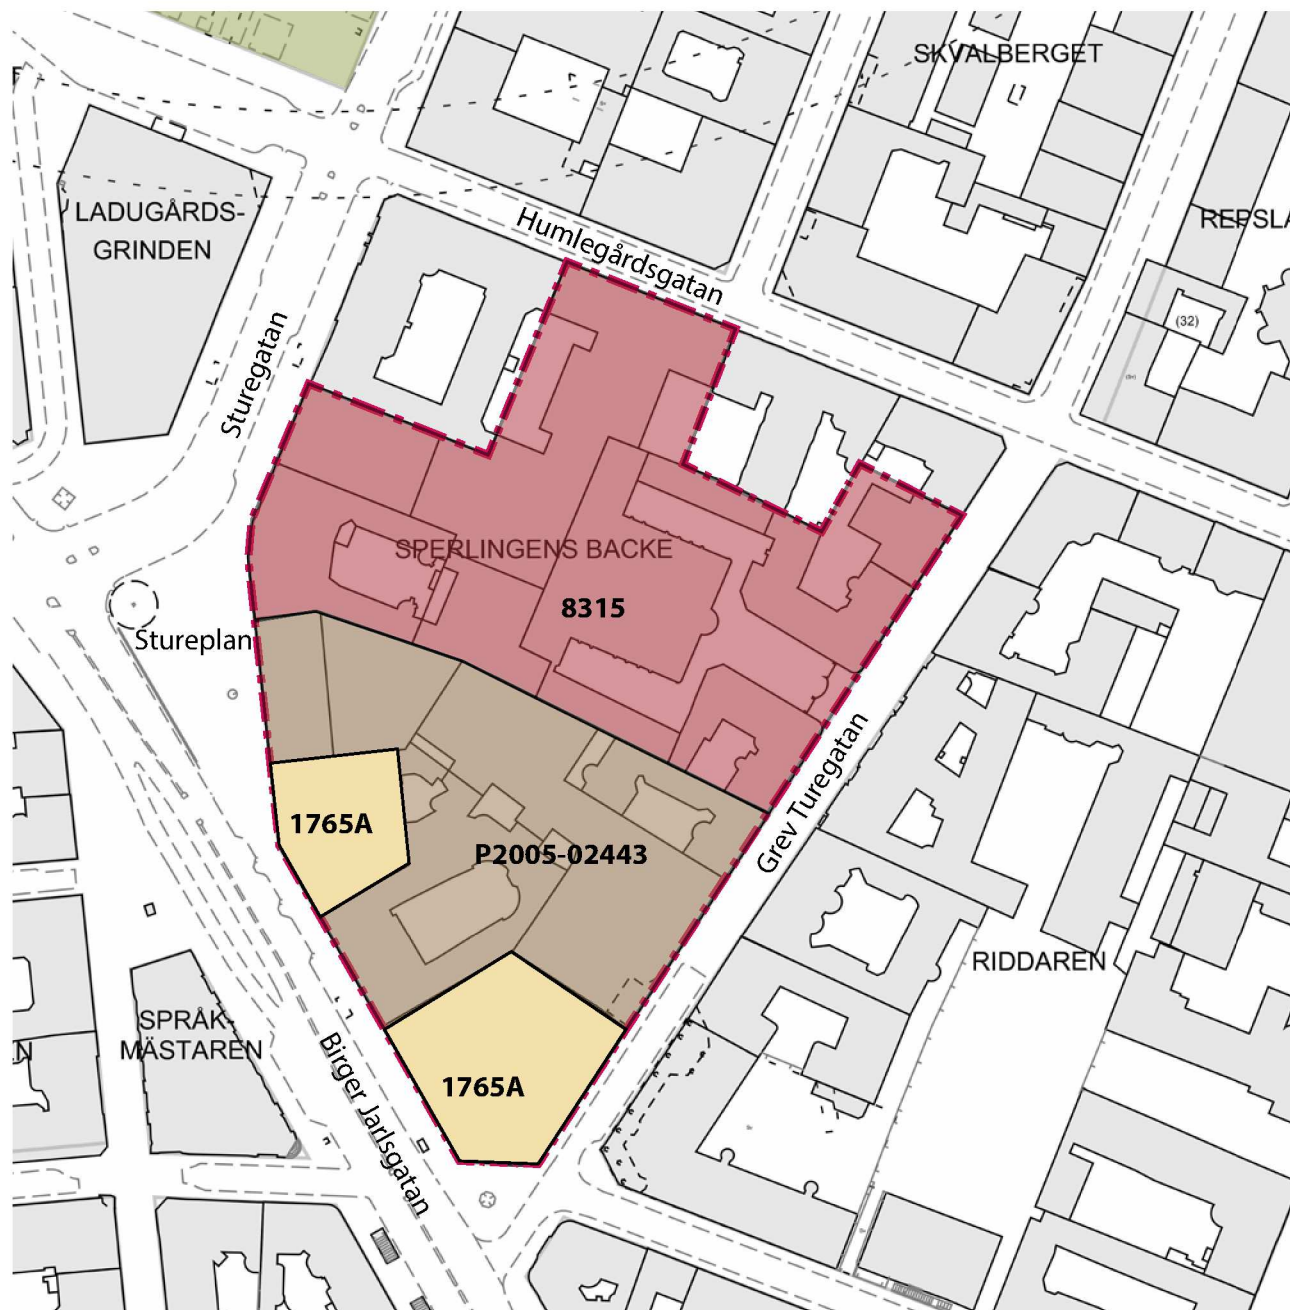 SKVALBERGET
LADUGÅRDS-
GRINDEN
Humlegårdsgatan
REPSLA
(32)
Sturegatan
SPERLINGENS BACKE
8315
Stureplan
1765A
P2005-02443
Grev Turegatan
RIDDAREN
SPRÅK-
MÄSTAREN
N
1765A
Birger Jarlsgatan